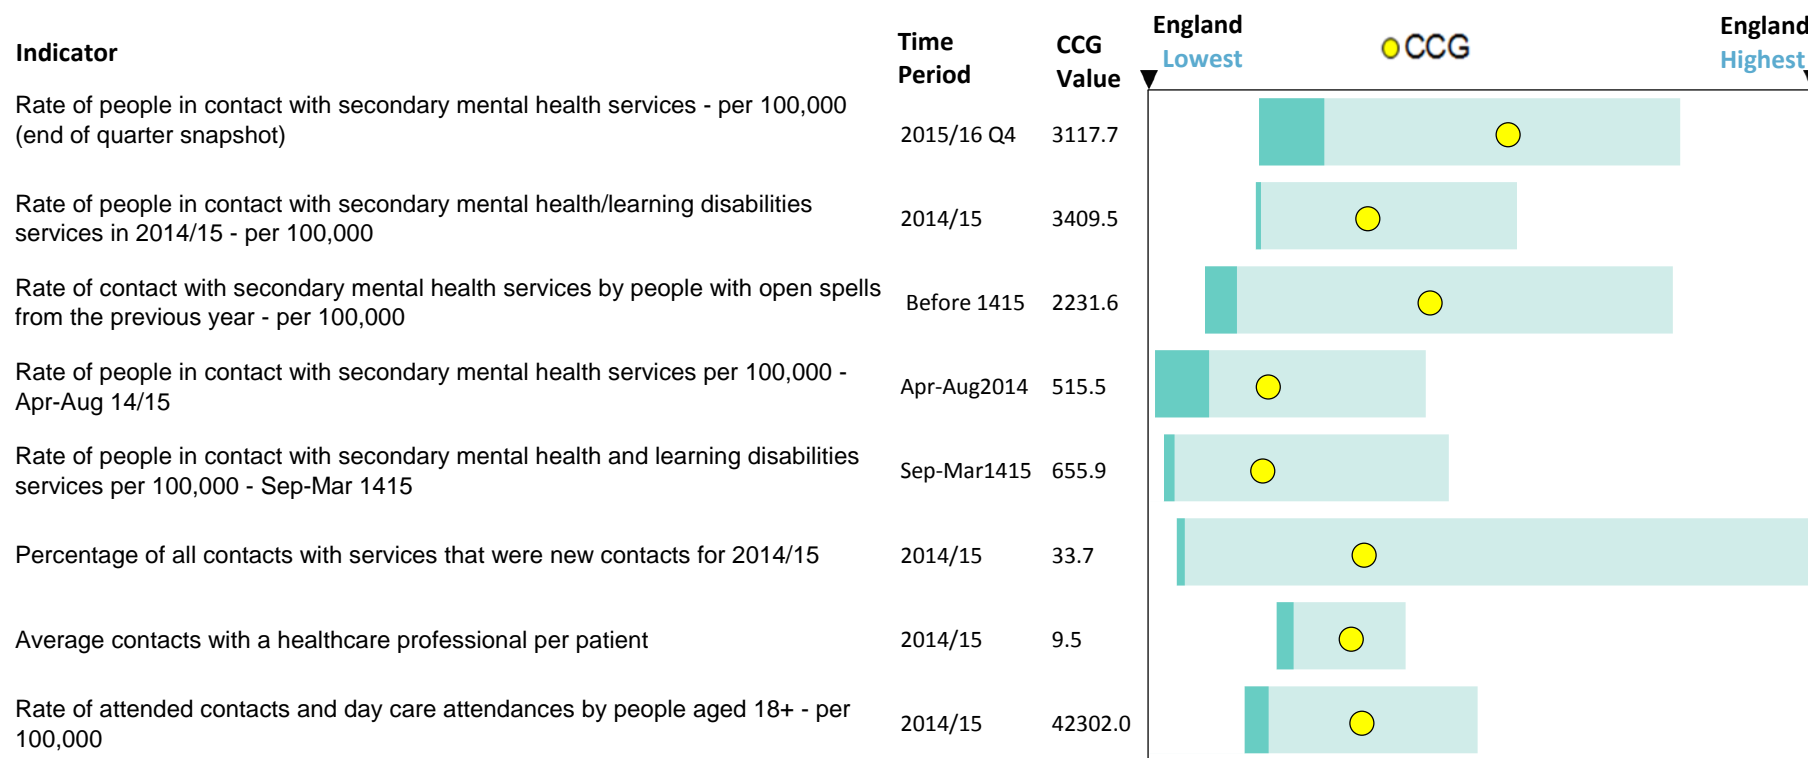 Indicator
Time Period
CCG Value
England Lowest
CCG
England Highest
Rate of people in contact with secondary mental health services - per 100,000
(end of quarter snapshot)
2015/16 Q4 3117.7
Rate of people in contact with secondary mental health/learning disabilities
services in 2014/15 - per 100,000
2014/15 3409.5
Rate of contact with secondary mental health services by people with open spells
from the previous year - per 100,000
Before 1415 2231.6
Rate of people in contact with secondary mental health services per 100,000 -
Apr-Aug 14/15
Apr-Aug2014 515.5
Rate of people in contact with secondary mental health and learning disabilities
services per 100,000 - Sep-Mar 1415
Sep-Mar1415 655.9
Percentage of all contacts with services that were new contacts for 2014/15
2014/15 33.7
Average contacts with a healthcare professional per patient
2014/15 9.5
Rate of attended contacts and day care attendances by people aged 18+ - per
100,000
2014/15 42302.0